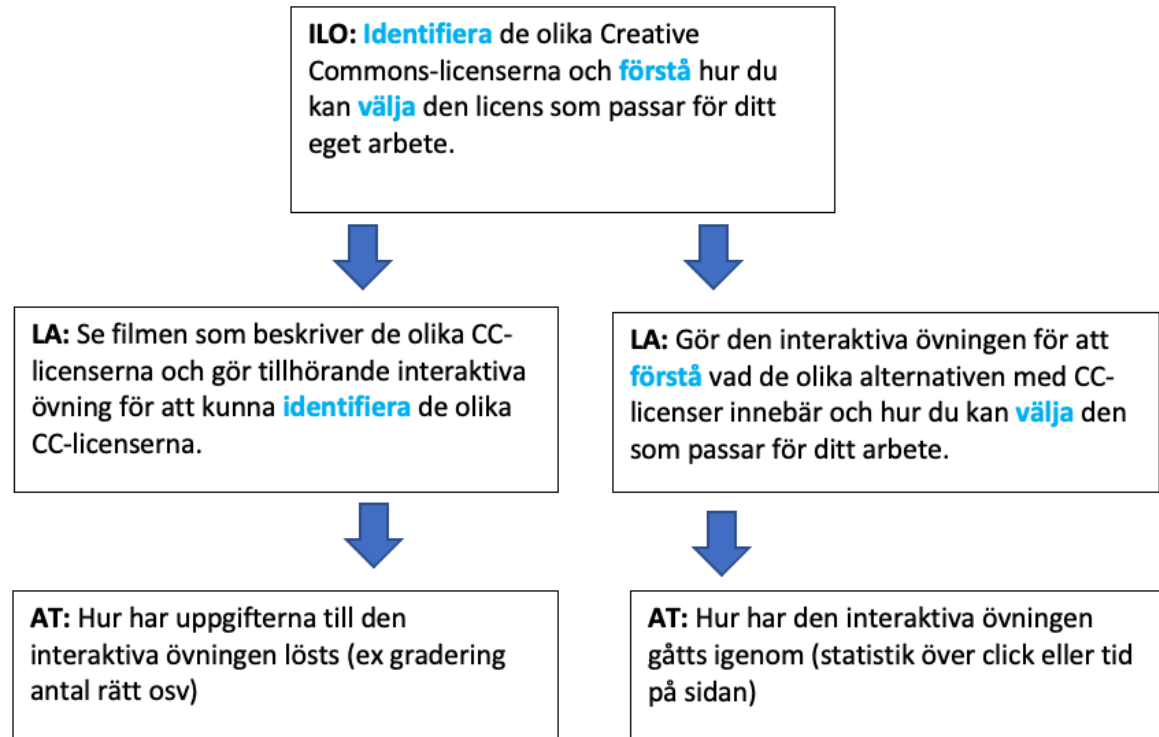 ILO: Identifiera de olika Creative
Commons-licenserna och förstå hur du
kan välja den licens som passar för ditt
eget arbete.
LA: Se filmen som beskriver de olika CC-
licenserna och gör tillhörande interaktiva
övning för att kunna identifiera de olika
CC-licenserna.
LA: Gör den interaktiva övningen för att
förstå vad de olika alternativen med CC-
licenser innebär och hur du kan välja den
som passar för ditt arbete.
AT: Hur har uppgifterna till den
interaktiva övningen lösts (ex gradering
antal rätt osv)
AT: Hur har den interaktiva övningen
gåtts igenom (statistik över click eller tid
på sidan)